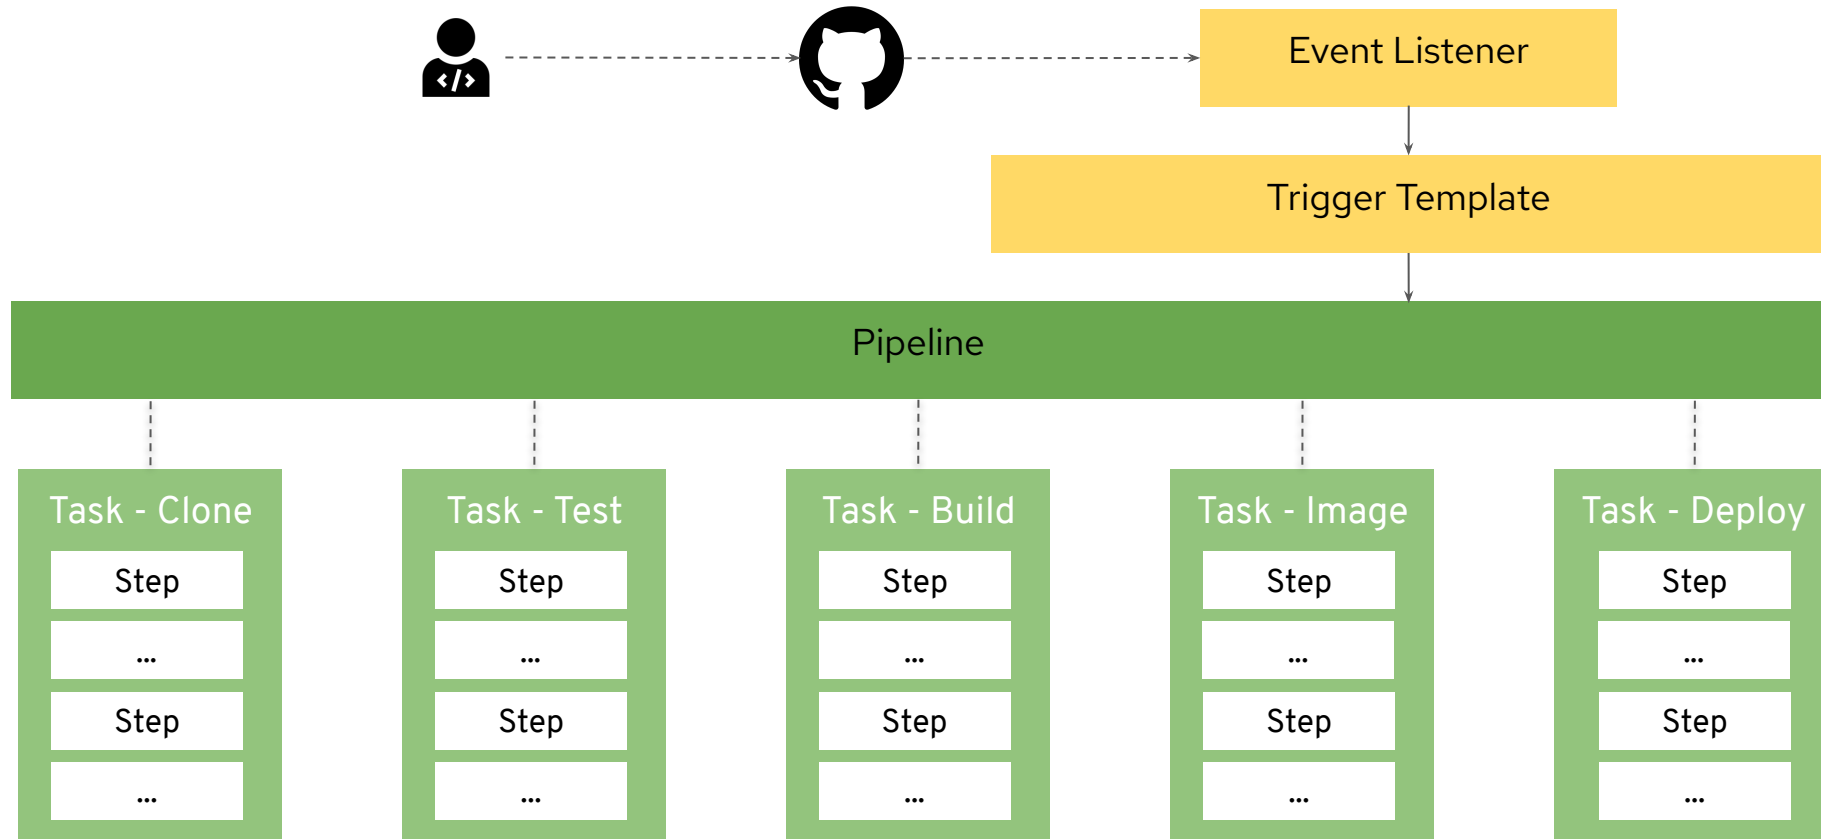 Event Listener
Trigger Template
Pipeline
Task - Clone
Step
...
Step
...
Task - Test
Step
...
Step
...
Task - Build
Step
...
Step
...
Task - Image
Step
...
Step
...
Task - Deploy
Step
...
Step
...